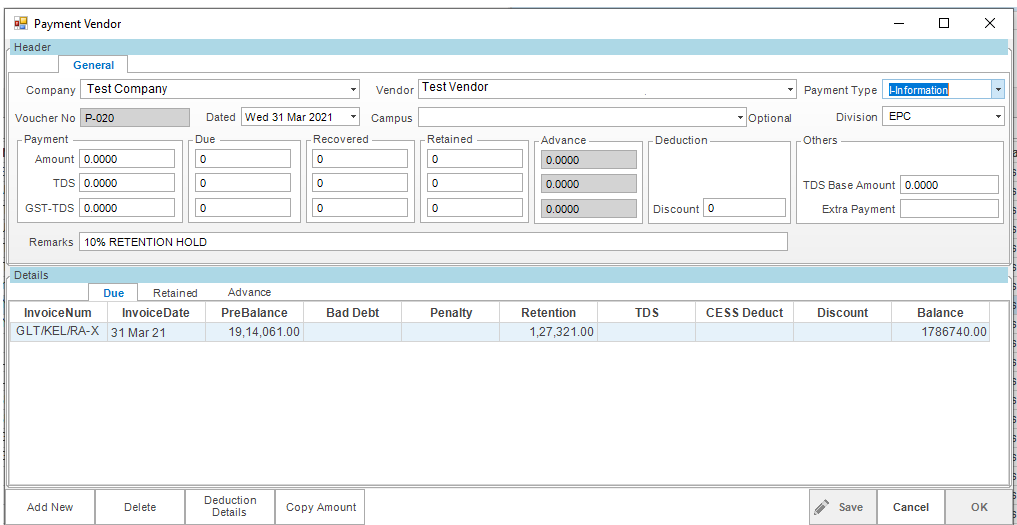 Payment Vendor
Header
General
Company Test Company Vendor Test Vendor Payment Type I-Information
Voucher No P-020 Dated Wed 31 Mar 2021 Campus Optional Division EPC
Payment Due Recovered Retained Advance Deduction Others
Amount 0.0000 0 0 0 0.0000
TDS 0.0000 0 0 0 0.0000 TDS Base Amount 0.0000
GST-TDS 0.0000 0 0 0 0.0000 Discount 0 Extra Payment
Remarks 10% RETENTION HOLD
Details
Due Retained Advance
InvoiceNum InvoiceDate PreBalance Bad Debt Penalty Retention TDS CESS Deduct Discount Balance
GLT/KEL/RA-X 31 Mar 21 19,14,061.00 1,27,321.00 1786740.00
Add New Delete Deduction Details Copy Amount Save Cancel OK